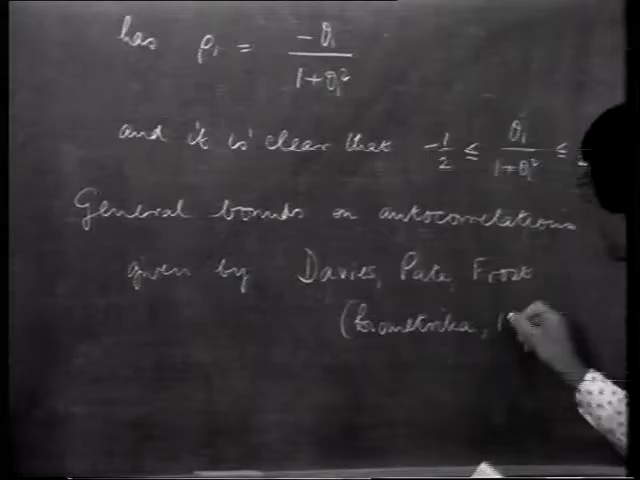 has ρ₁ = -θ₁ / 1+θ₁²
and it is clear that -1/2 ≤ θ₁ / 1+θ₁² ≤
General bounds on autocorrelations
given by Davies, Pate, Frost
(biometrika, 1